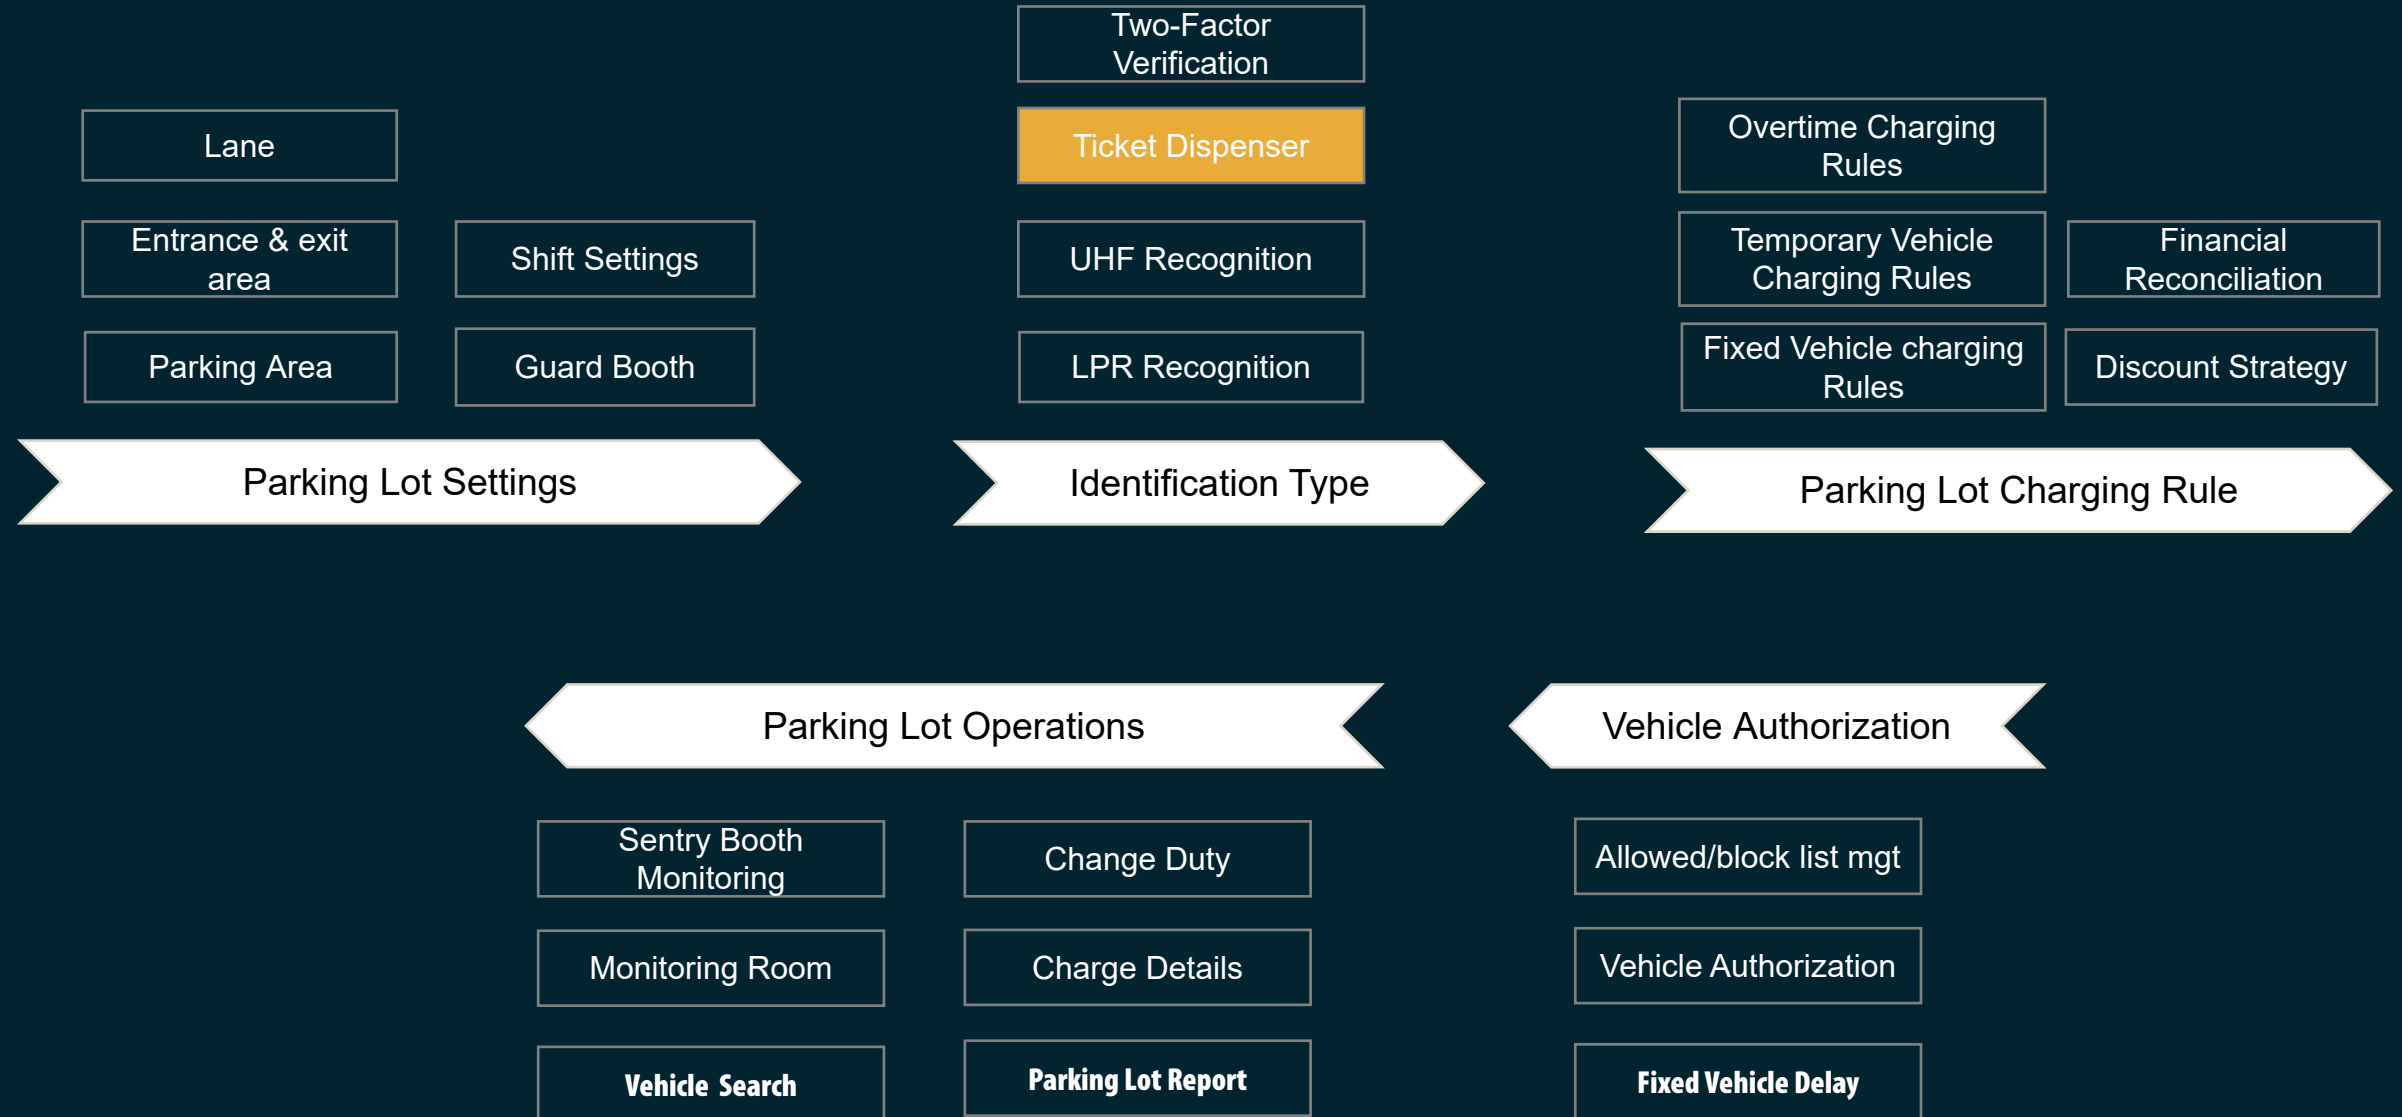 Two-Factor
Verification
Lane
Ticket Dispenser
Overtime Charging
Rules
Entrance & exit
area
Shift Settings
UHF Recognition
Temporary Vehicle
Charging Rules
Financial
Reconciliation
Parking Area
Guard Booth
LPR Recognition
Fixed Vehicle charging
Rules
Discount Strategy
Parking Lot Settings
Identification Type
Parking Lot Charging Rule
Parking Lot Operations
Vehicle Authorization
Sentry Booth
Monitoring
Change Duty
Allowed/block list mgt
Monitoring Room
Charge Details
Vehicle Authorization
Vehicle Search
Parking Lot Report
Fixed Vehicle Delay